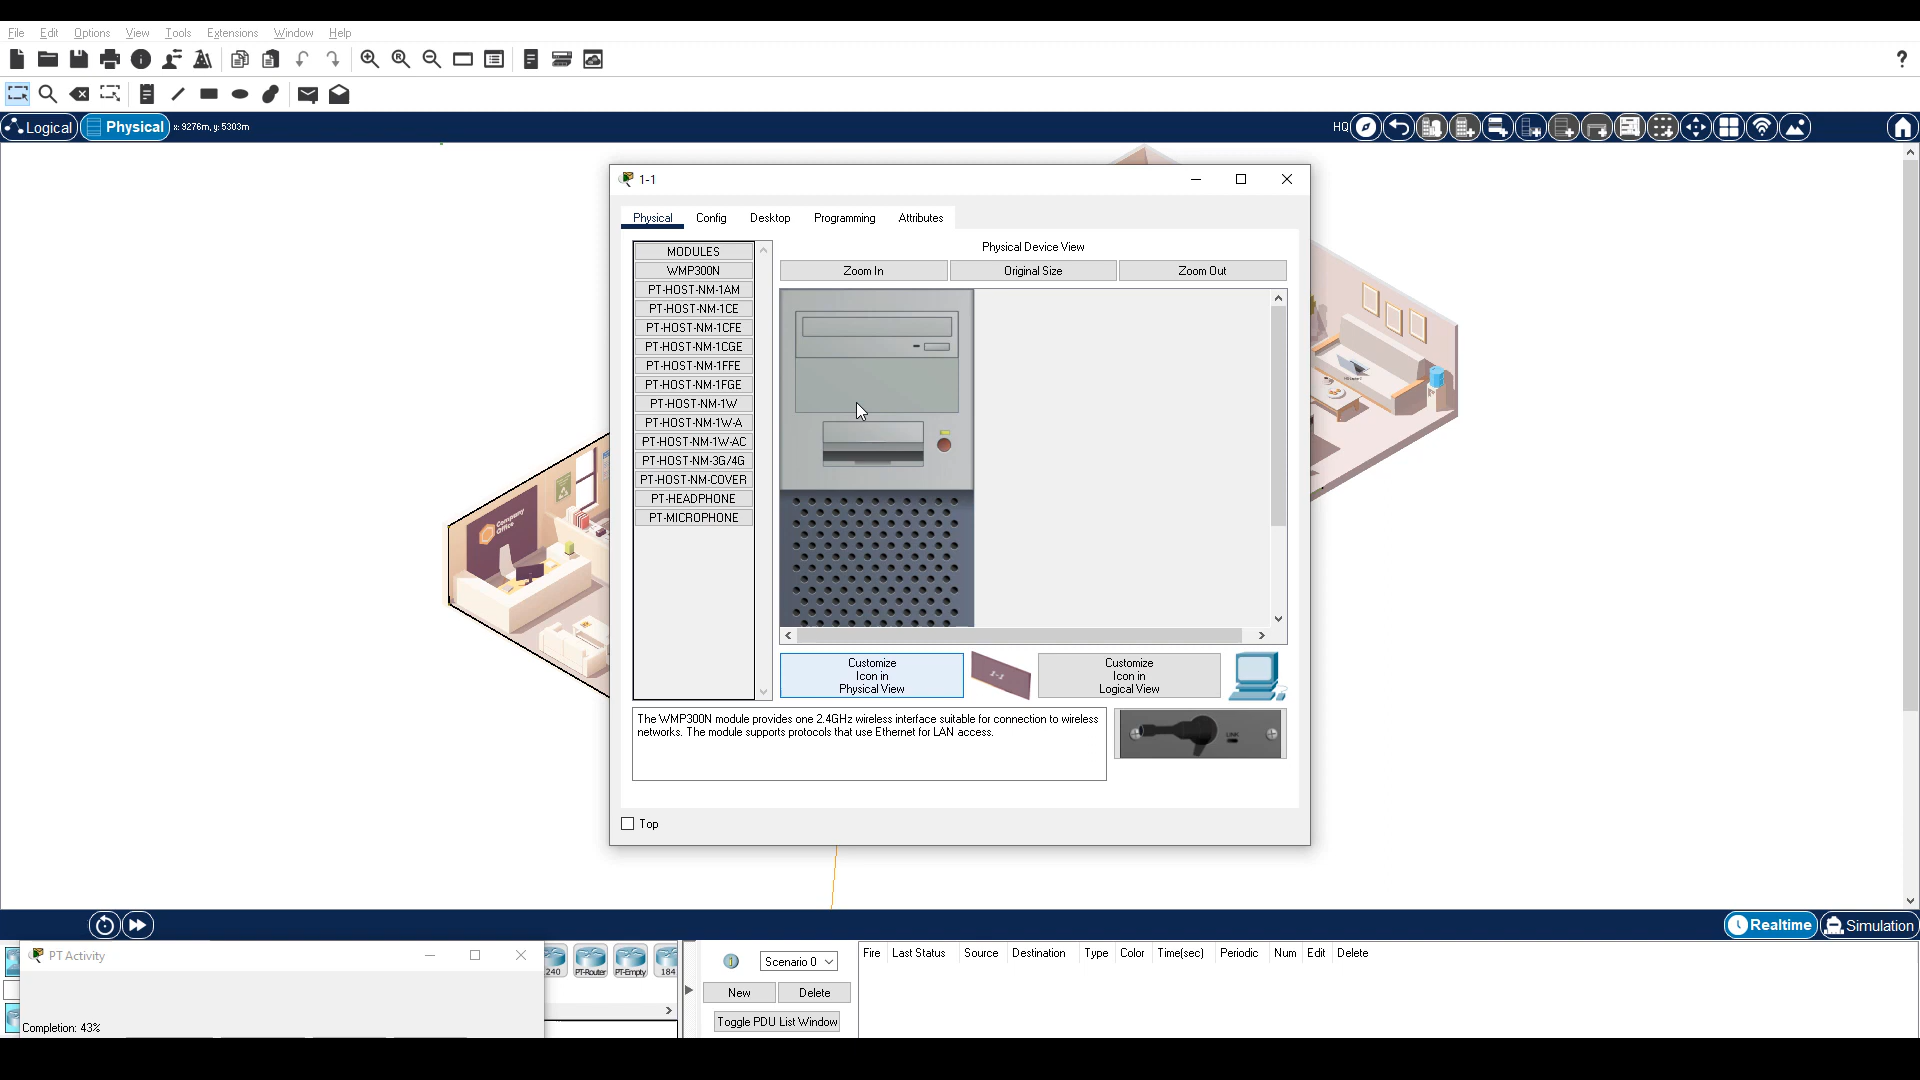 File Edit Options View Tools Extensions Window Help
?
Logical Physical x: 9276m, y: 5303m HQ
1-1
Physical Config Desktop Programming Attributes
MODULES
WMP300N
PT-HOST-NM-1AM
PT-HOST-NM-1CE
PT-HOST-NM-1CFE
PT-HOST-NM-1CGE
PT-HOST-NM-1FFE
PT-HOST-NM-1FGE
PT-HOST-NM-1W
PT-HOST-NM-1W-A
PT-HOST-NM-1W-AC
PT-HOST-NM-3G/4G
PT-HOST-NM-COVER
PT-HEADPHONE
PT-MICROPHONE
Physical Device View
Zoom In Original Size Zoom Out
Customize
Icon in
Physical View
1-1
Customize
Icon in
Logical View
The WMP300N module provides one 2.4GHz wireless interface suitable for connection to wireless
networks. The module supports protocols that use Ethernet for LAN access.
LINK
Top
Company
Office
Realtime Simulation
PT Activity
Completion: 43%
240 PT-Router PT-Empty 184
Scenario 0
New Delete
Toggle PDU List Window
Fire Last Status Source Destination Type Color Time(sec) Periodic Num Edit Delete